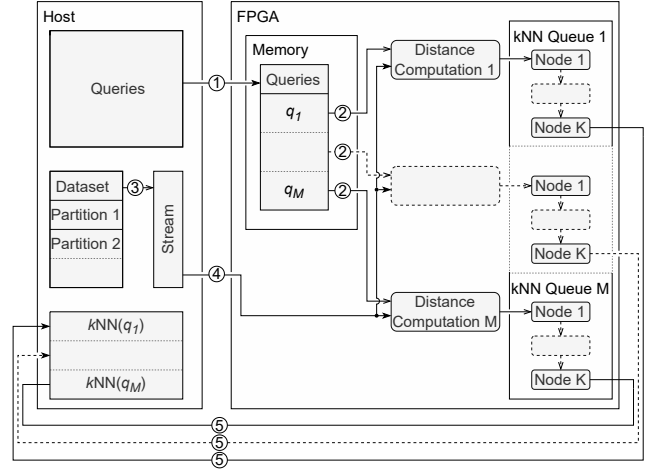 Host
FPGA
Queries
①
Memory
Queries
q1
②
②
qM
②
Distance
Computation 1
kNN Queue 1
Node 1
Node K
Dataset
③
Partition 1
Partition 2
Stream
④
Node 1
Node K
Distance
Computation M
kNN Queue M
Node 1
Node K
kNN(q1)
kNN(qM)
⑤
⑤
⑤